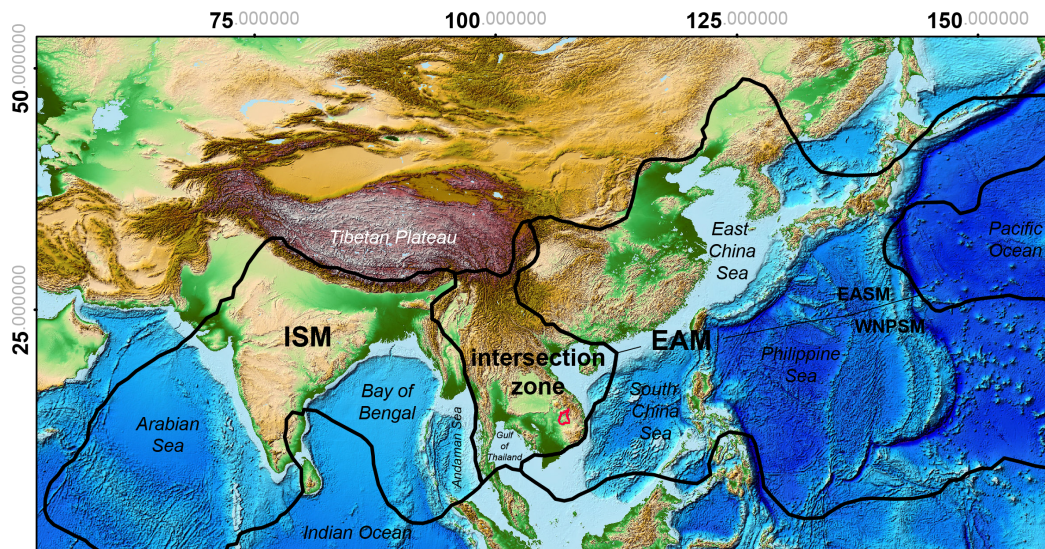 75.000000
100.000000
125.000000
150.000000
50.000000
25.000000
Tibetan Plateau
East
China
Sea
Pacific
Ocean
EASM
WNPSM
ISM
EAM
intersection
zone
Philippine
Sea
Bay of
Bengal
South
China
Sea
Arabian
Sea
Andaman Sea
Gulf
of
Thailand
Indian Ocean